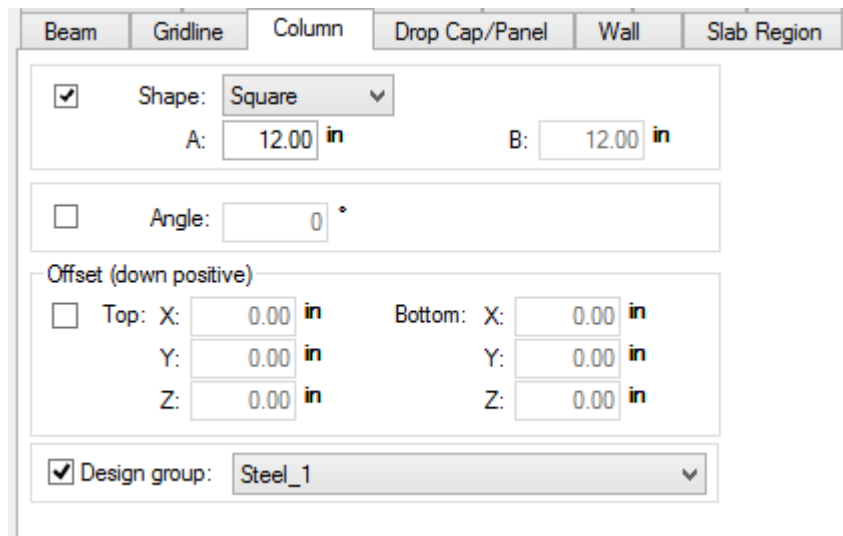 Beam Gridline Column Drop Cap/Panel Wall Slab Region
Shape: Square
A: 12.00 in B: 12.00 in
Angle: 0 °
Offset (down positive)
Top: X: 0.00 in Bottom: X: 0.00 in
Y: 0.00 in Y: 0.00 in
Z: 0.00 in Z: 0.00 in
Design group: Steel_1